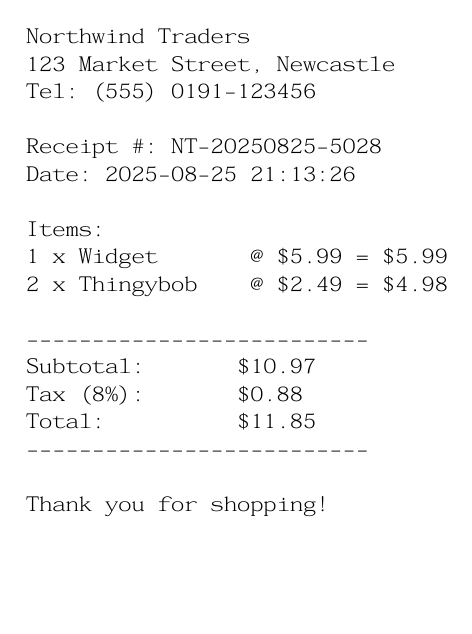 Northwind Traders
123 Market Street, Newcastle
Tel: (555) 0191-123456
Receipt #: NT-20250825-5028
Date: 2025-08-25 21:13:26
Items:
1 x Widget       @ $5.99 = $5.99
2 x Thingybob    @ $2.49 = $4.98
--------------------------
Subtotal:       $10.97
Tax (8%):       $0.88
Total:          $11.85
--------------------------
Thank you for shopping!